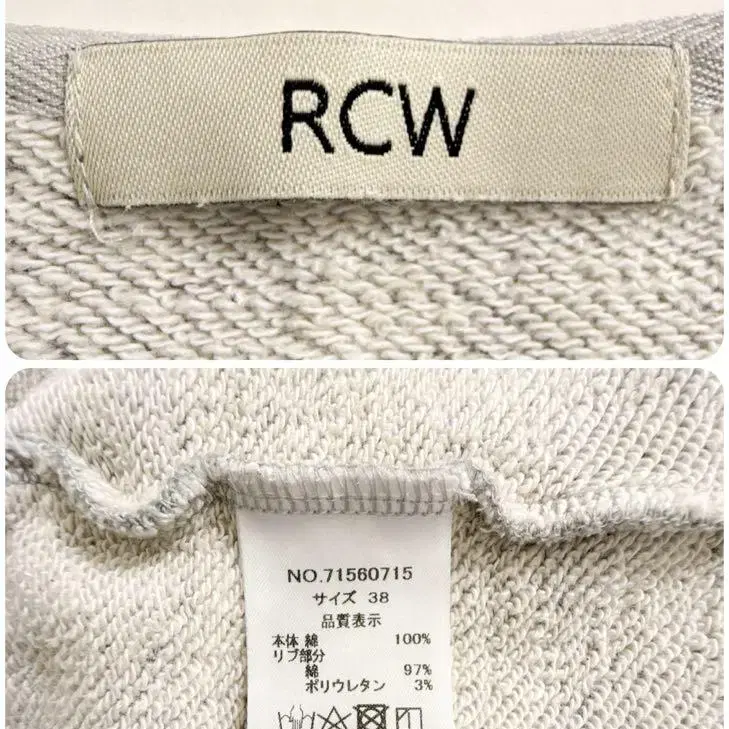 RCW
NO.71560715
サイズ 38
品質表示
本体 綿 100%
リブ部分
綿 97%
ポリウレタン 3%